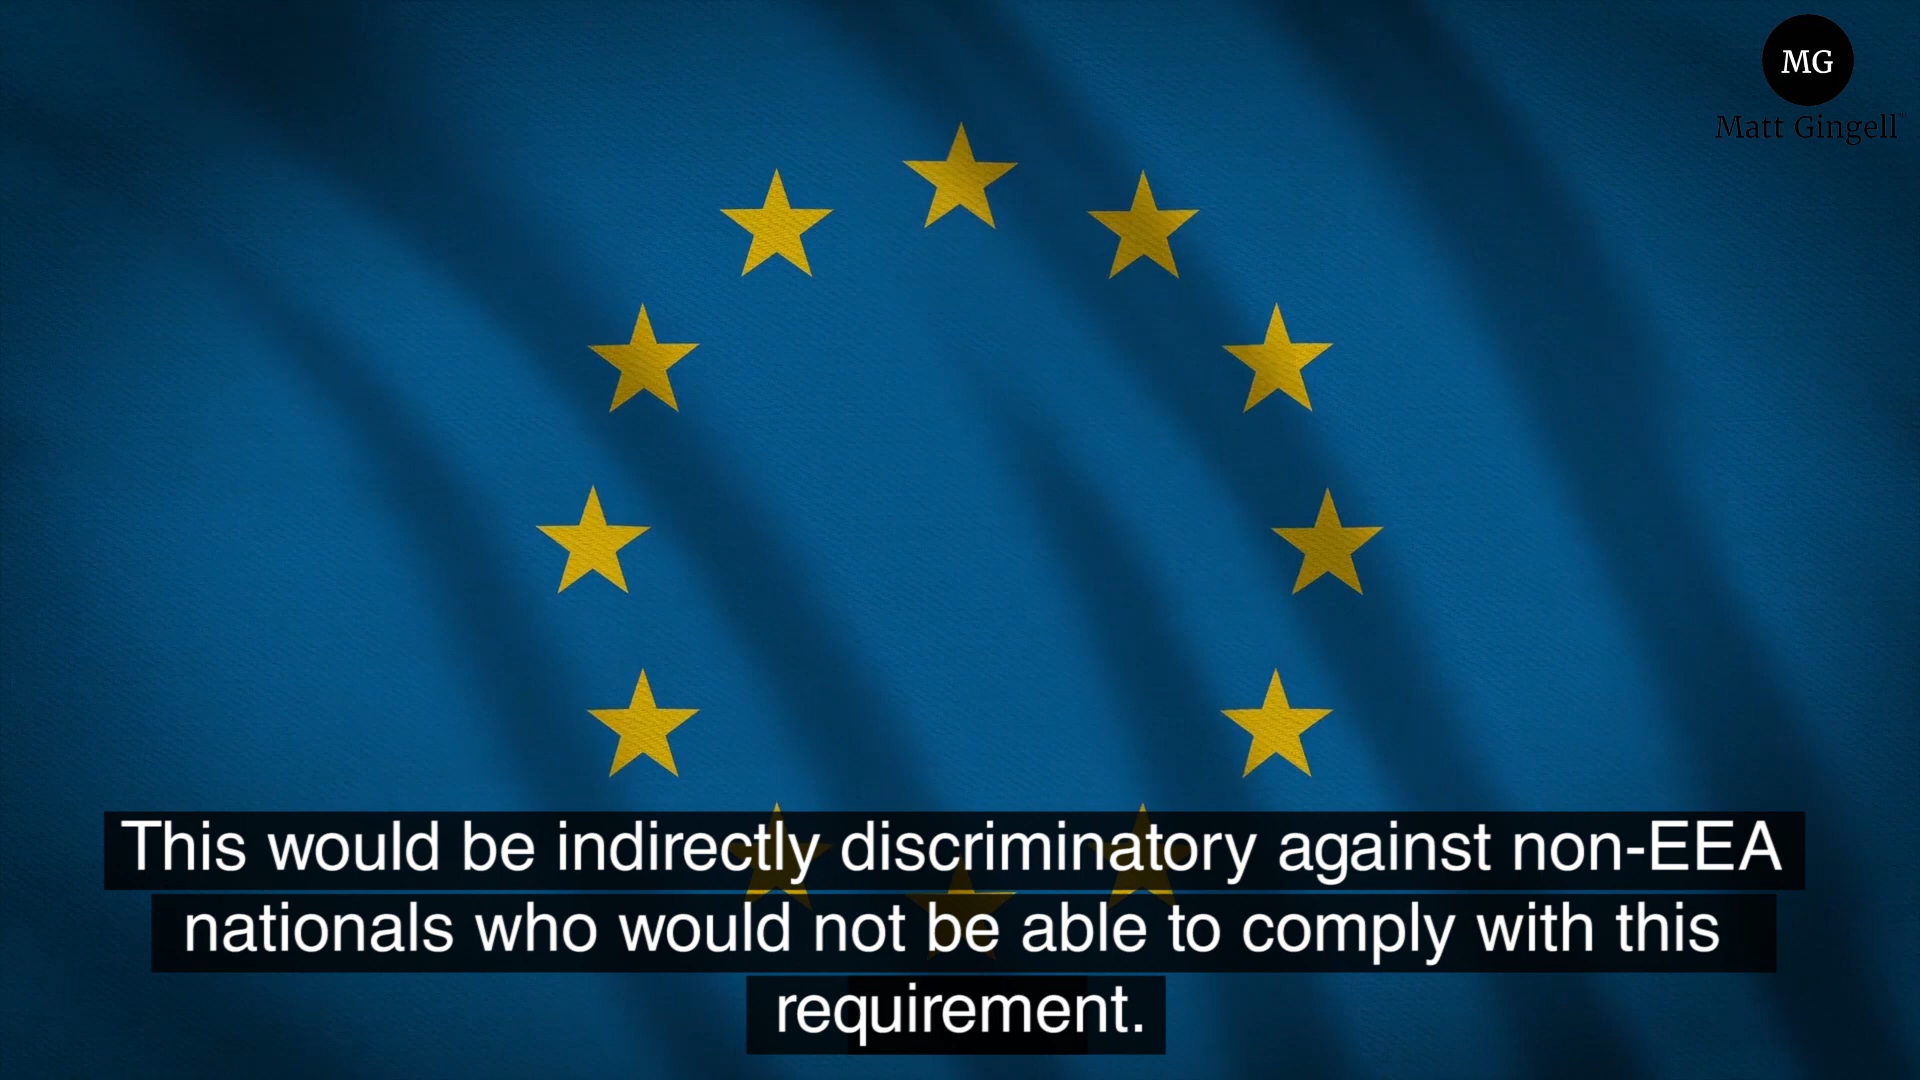 MG
Matt Gingell
This would be indirectly discriminatory against non-EEA
nationals who would not be able to comply with this
requirement.